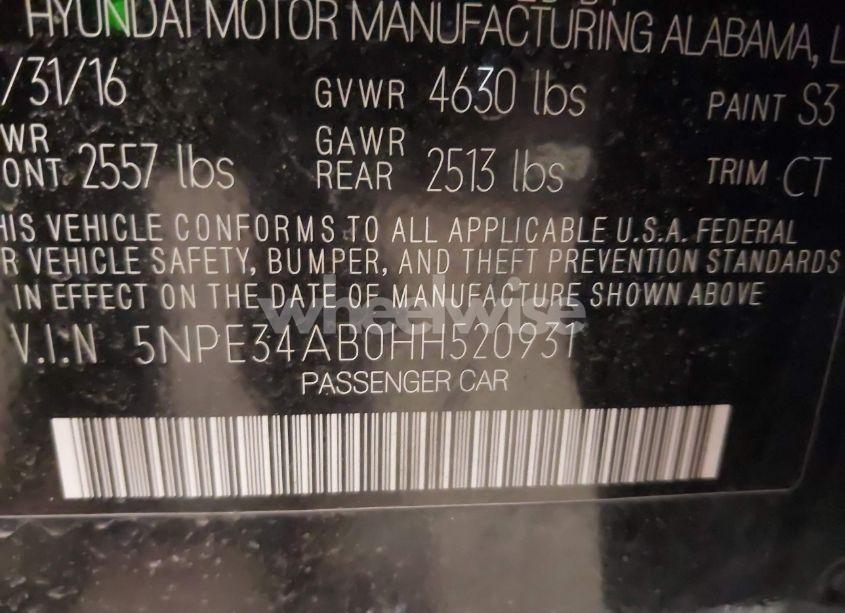 HYUNDAI MOTOR MANUFACTURING ALABAMA, L
/31/16 GVWR 4630 lbs PAINT S3
WR ONT 2557 lbs GAWR REAR 2513 lbs TRIM CT
HIS VEHICLE CONFORMS TO ALL APPLICABLE U.S.A. FEDERAL
R VEHICLE SAFETY, BUMPER, AND THEFT PREVENTION STANDARDS
IN EFFECT ON THE DATE OF MANUFACTURE SHOWN ABOVE
wheelwise
V.I.N 5NPE34AB0HH520931
PASSENGER CAR